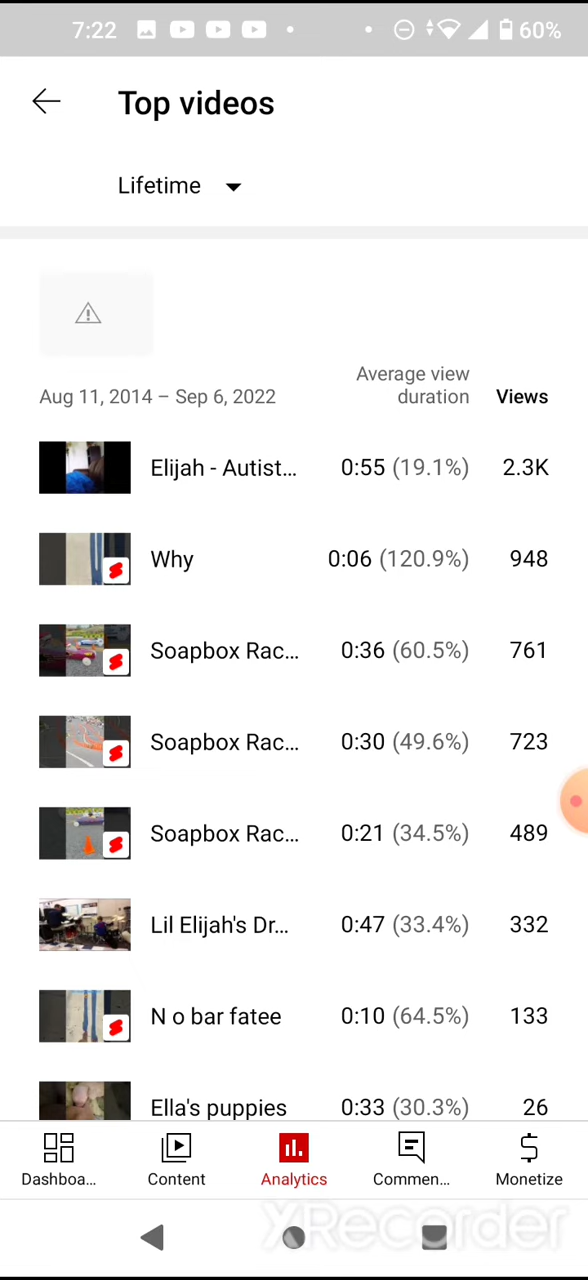 7:22 60%
Top videos
Lifetime
Average view
Aug 11, 2014 – Sep 6, 2022 duration Views
Elijah - Autist... 0:55 (19.1%) 2.3K
Why 0:06 (120.9%) 948
Soapbox Rac... 0:36 (60.5%) 761
Soapbox Rac... 0:30 (49.6%) 723
Soapbox Rac... 0:21 (34.5%) 489
Lil Elijah's Dr... 0:47 (33.4%) 332
N o bar fatee 0:10 (64.5%) 133
Ella's puppies 0:33 (30.3%) 26
Dashboa... Content Analytics Commen... Monetize
XRecorder